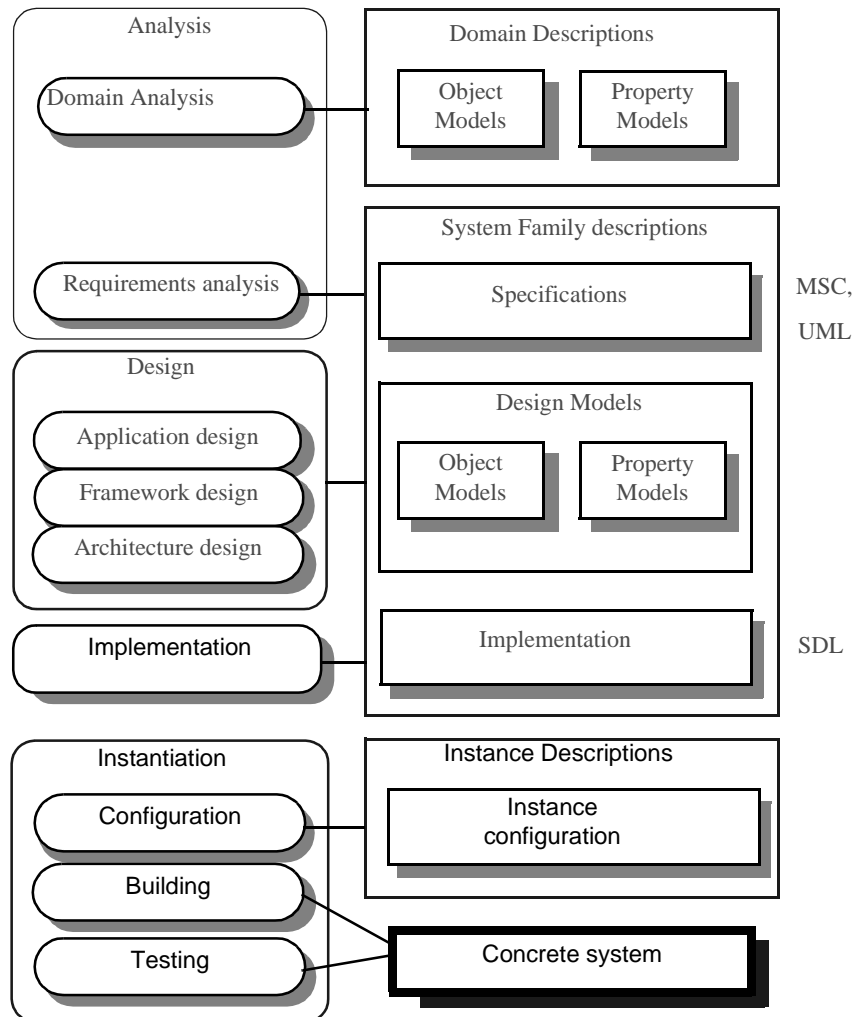 Analysis
Domain Analysis
Requirements analysis
Domain Descriptions
Object
Models
Property
Models
System Family descriptions
Specifications
MSC,
UML
Design
Application design
Framework design
Architecture design
Design Models
Object
Models
Property
Models
Implementation
Implementation
SDL
Instantiation
Configuration
Building
Testing
Instance Descriptions
Instance
configuration
Concrete system